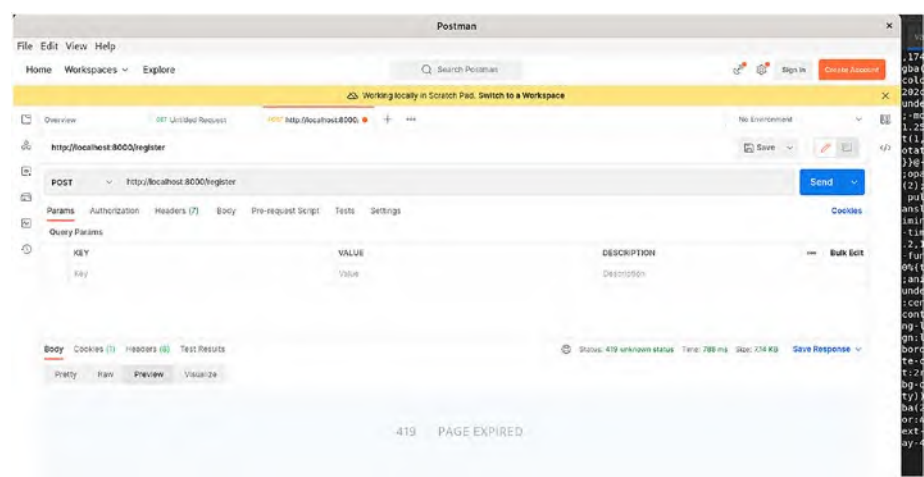 Postman
File Edit View Help
Home Workspaces Explore
Search Postman
Sign In
Create Account
Working locally in Scratch Pad. Switch to a Workspace
Overview
GET Untitled Request
POST http://localhost:8000/
No Environment
http://localhost:8000/register
Save
POST http://localhost:8000/register
Send
Params Authorization Headers (7) Body Pre-request Script Tests Settings
Cookies
Query Params
KEY VALUE DESCRIPTION
Bulk Edit
Key Value Description
Body Cookies (1) Headers (6) Test Results
Status: 419 unknown status Time: 788 ms Size: 7.14 KB Save Response
Pretty Raw Preview Visualize
419 PAGE EXPIRED